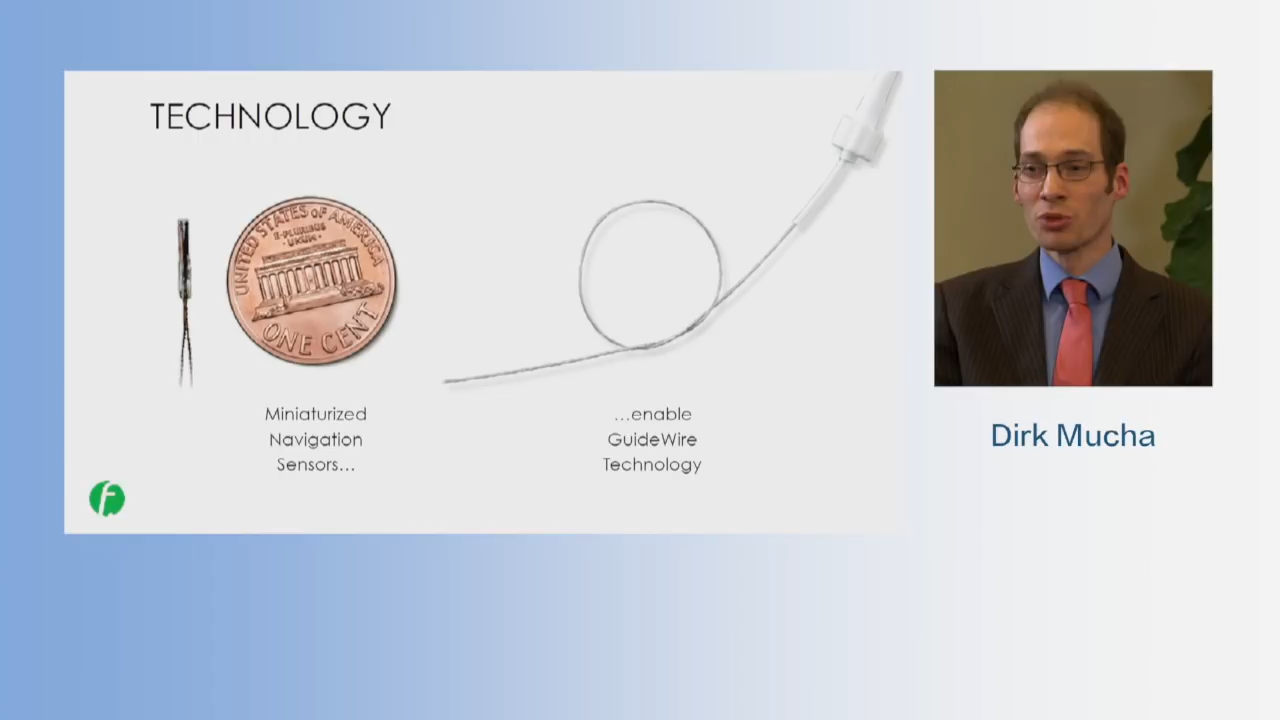 TECHNOLOGY
UNITED STATES of AMERICA
E·PLURIBUS
·UNUM·
ONE CENT
Miniaturized
Navigation
Sensors...
...enable
GuideWire
Technology
f
Dirk Mucha